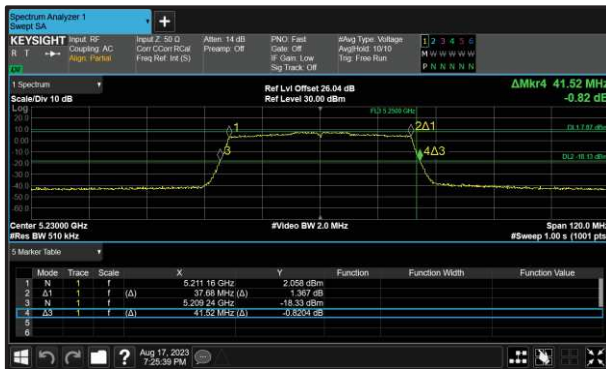 Spectrum Analyzer 1
Swept SA
KEYSIGHT Input: RF Input Z: 50 Ω Atten: 14 dB PNO: Fast #Avg Type: Voltage 1 2 3 4 5 6
R T Coupling: AC Corr CCorr RCal Preamp: Off Gate: Off Avg|Hold: 10/10 M W W W W W
Align: Partial Freq Ref: Int (S) IF Gain: Low Trig: Free Run
Sig Track: Off P N N N N N
1 Spectrum Ref Lvl Offset 26.04 dB ΔMkr4 41.52 MHz
Scale/Div 10 dB Ref Level 30.00 dBm -0.82 dB
Log
20.0
10.0 1 2Δ1 DL1 7.87 dBm
0.00
-10.0 3 4Δ3
-20.0 DL2 -18.13 dBm
-30.0
-40.0
-50.0
-60.0
Center 5.23000 GHz #Video BW 2.0 MHz Span 120.0 MHz
#Res BW 510 kHz #Sweep 1.00 s (1001 pts)
5 Marker Table
Mode Trace Scale X Y Function Function Width Function Value
1 N 1 f 5.211 16 GHz 2.058 dBm
2 Δ1 1 f (Δ) 37.68 MHz (Δ) 1.367 dB
3 N 1 f 5.209 24 GHz -18.33 dBm
4 Δ3 1 f (Δ) 41.52 MHz (Δ) -0.8204 dB
5
6
? Aug 17, 2023
7:25:39 PM